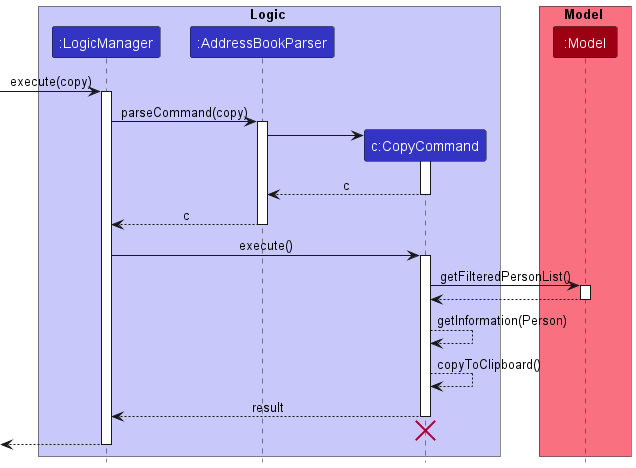 Logic
Model
:LogicManager
:AddressBookParser
:Model
execute(copy)
parseCommand(copy)
c:CopyCommand
c
c
execute()
getFilteredPersonList()
getInformation(Person)
copyToClipboard()
result